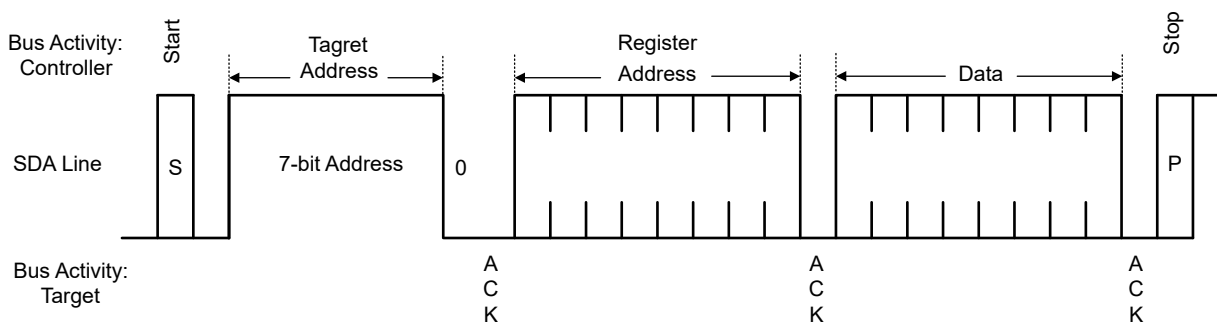 Bus Activity:
Controller
Start
Tagret
Address
Register
Address
Data
Stop
SDA Line
S
7-bit Address
0
P
Bus Activity:
Target
A
C
K
A
C
K
A
C
K